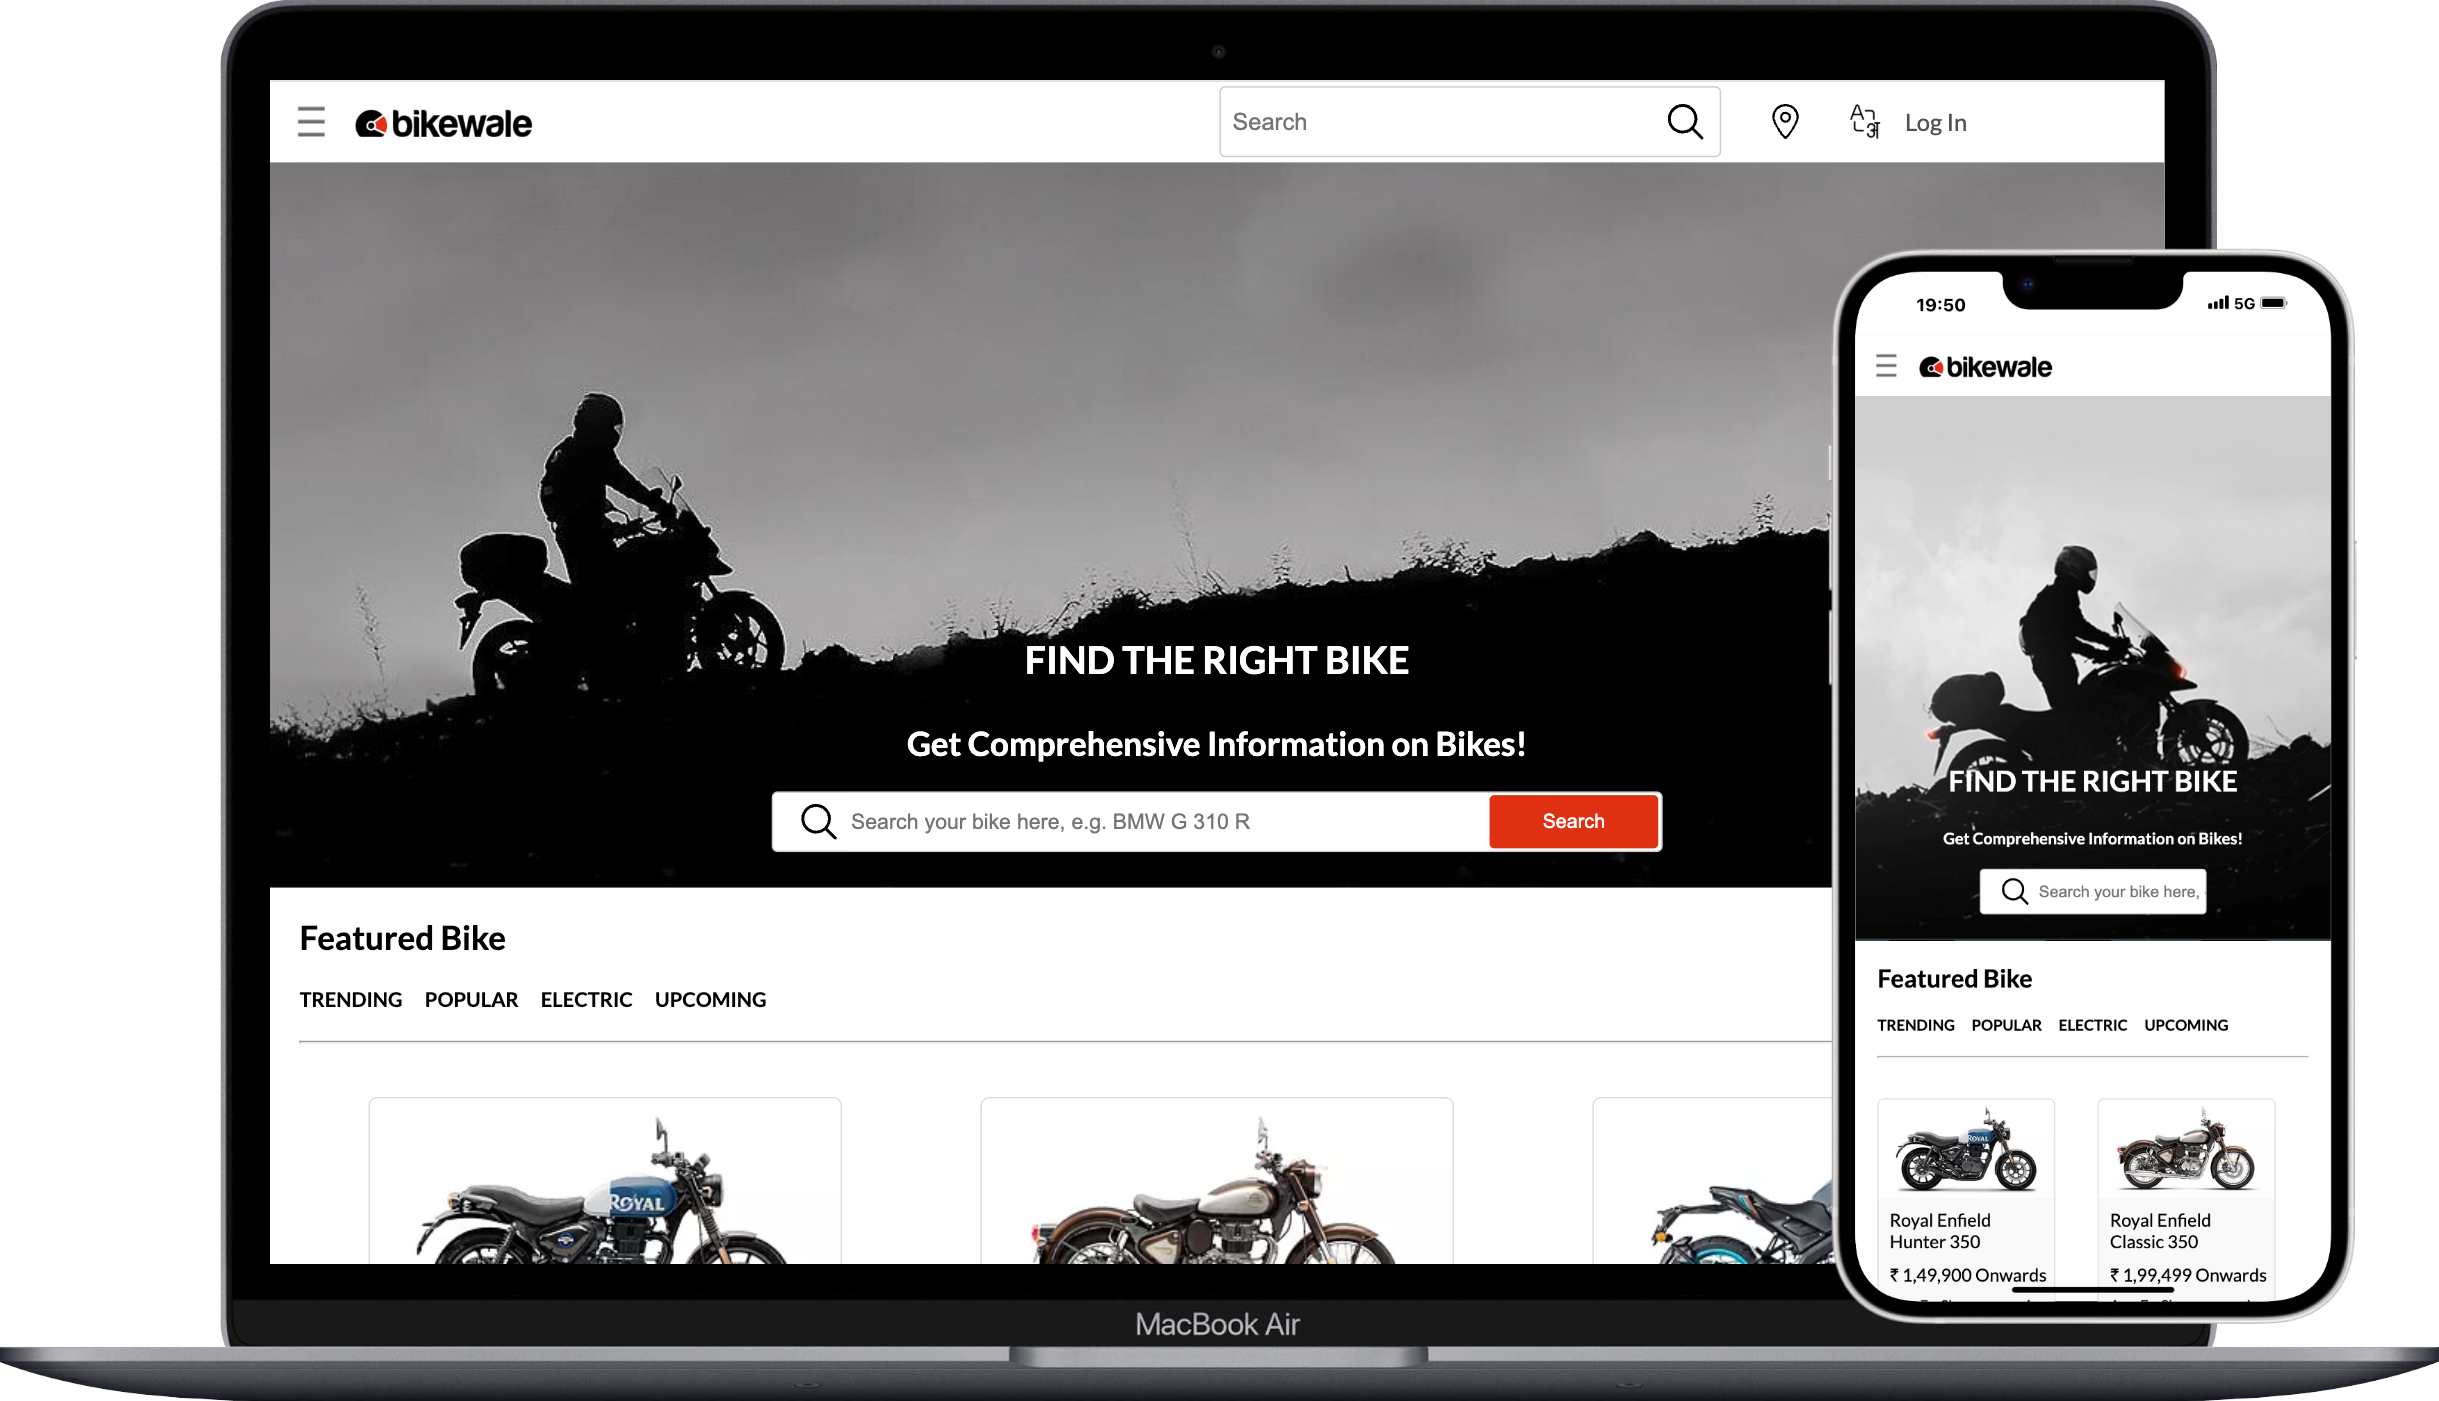 bikewale
Search
Log In
FIND THE RIGHT BIKE
Get Comprehensive Information on Bikes!
Search your bike here, e.g. BMW G 310 R
Search
Featured Bike
TRENDING POPULAR ELECTRIC UPCOMING
ROYAL
MacBook Air
19:50
5G
bikewale
FIND THE RIGHT BIKE
Get Comprehensive Information on Bikes!
Search your bike here,
Featured Bike
TRENDING POPULAR ELECTRIC UPCOMING
ROYAL
Royal Enfield
Hunter 350
₹ 1,49,900 Onwards
Royal Enfield
Classic 350
₹ 1,99,499 Onwards